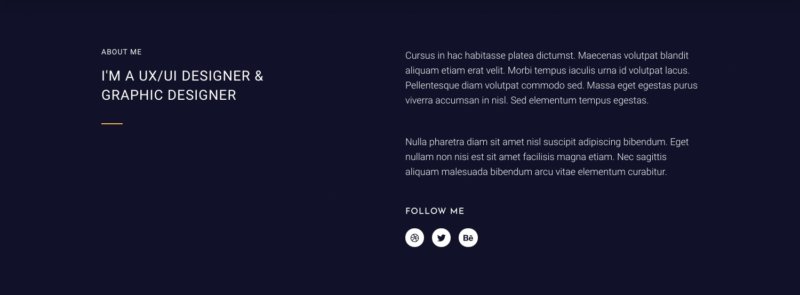 ABOUT ME
I'M A UX/UI DESIGNER &
GRAPHIC DESIGNER
Cursus in hac habitasse platea dictumst. Maecenas volutpat blandit
aliquam etiam erat velit. Morbi tempus iaculis urna id volutpat lacus.
Pellentesque diam volutpat commodo sed. Massa eget egestas purus
viverra accumsan in nisl. Sed elementum tempus egestas.
Nulla pharetra diam sit amet nisl suscipit adipiscing bibendum. Eget
nullam non nisi est sit amet facilisis magna etiam. Nec sagittis
aliquam malesuada bibendum arcu vitae elementum curabitur.
FOLLOW ME
Bē